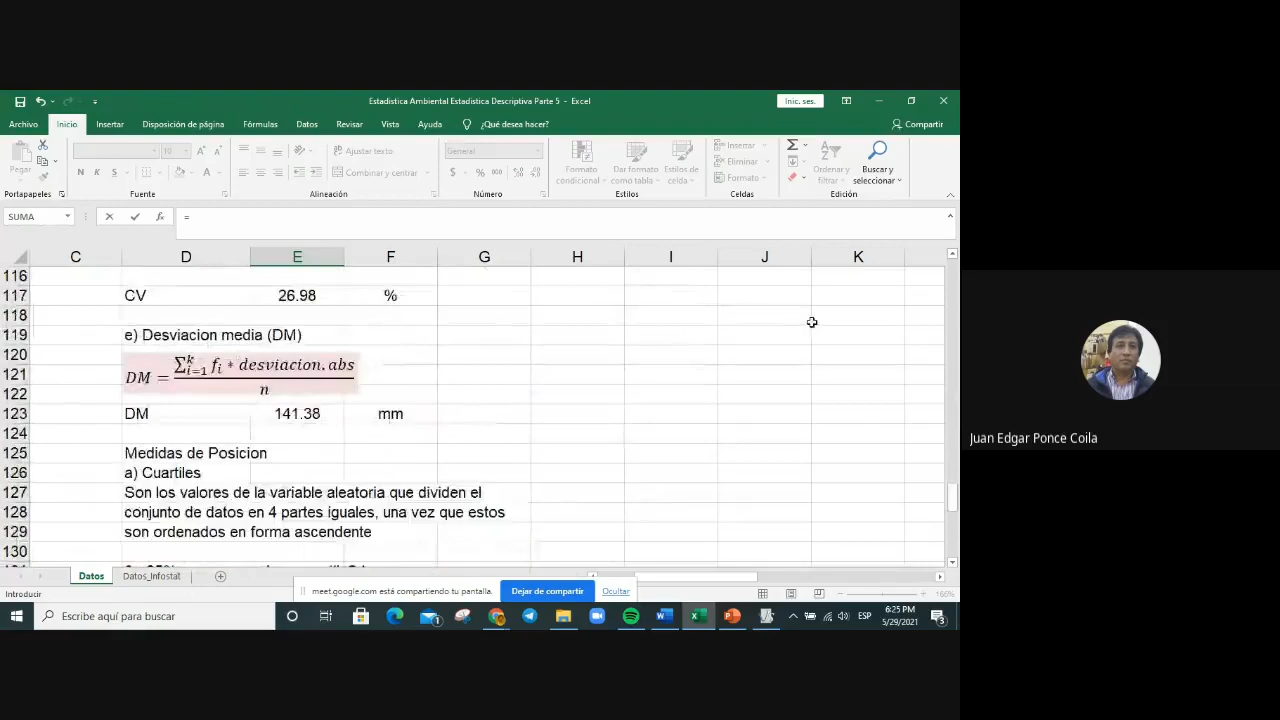 Estadistica Ambiental Estadistica Descriptiva Parte 5 - Excel
Inic. ses.
Archivo Inicio Insertar Disposición de página Fórmulas Datos Revisar Vista Ayuda ¿Qué desea hacer? Compartir
Pegar
10
N K S
Ajustar texto
Combinar y centrar
General
$ % 000
Formato condicional
Dar formato como tabla
Estilos de celda
Insertar
Eliminar
Formato
Ordenar y filtrar
Buscar y seleccionar
Portapapeles Fuente Alineación Número Estilos Celdas Edición
SUMA fx =
C D E F G H I J K
116
117 CV 26.98 %
118
119 e) Desviacion media (DM)
120
121 DM = ∑ᵏᵢ₌₁ fᵢ * desviacion.abs / n
122
123 DM 141.38 mm
124
125 Medidas de Posicion
126 a) Cuartiles
127 Son los valores de la variable aleatoria que dividen el
128 conjunto de datos en 4 partes iguales, una vez que estos
129 son ordenados en forma ascendente
130
Datos Datos_Infostat
Introducir
meet.google.com está compartiendo tu pantalla. Dejar de compartir Ocultar
166%
Escribe aquí para buscar
ESP
6:25 PM
5/29/2021
Juan Edgar Ponce Coila